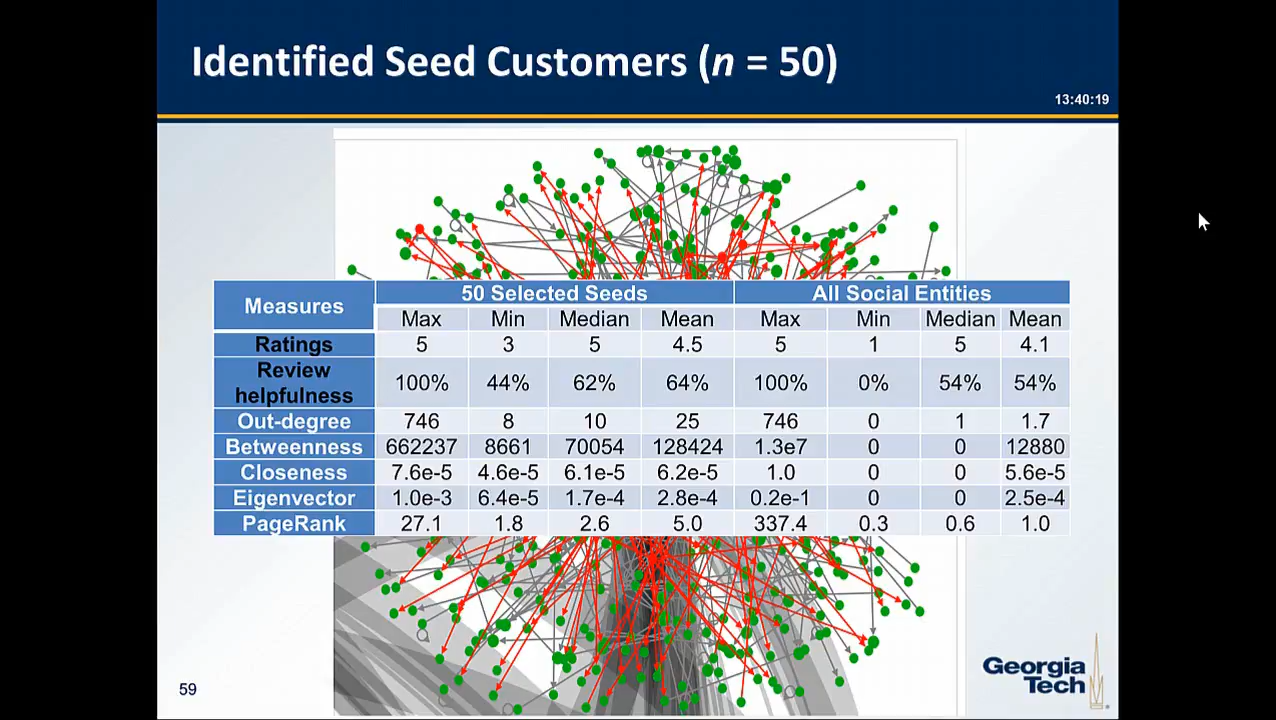 Identified Seed Customers (n = 50)
13:40:19
Measures 50 Selected Seeds All Social Entities
Max Min Median Mean Max Min Median Mean
Ratings 5 3 5 4.5 5 1 5 4.1
Review helpfulness 100% 44% 62% 64% 100% 0% 54% 54%
Out-degree 746 8 10 25 746 0 1 1.7
Betweenness 662237 8661 70054 128424 1.3e7 0 0 12880
Closeness 7.6e-5 4.6e-5 6.1e-5 6.2e-5 1.0 0 0 5.6e-5
Eigenvector 1.0e-3 6.4e-5 1.7e-4 2.8e-4 0.2e-1 0 0 2.5e-4
PageRank 27.1 1.8 2.6 5.0 337.4 0.3 0.6 1.0
59
Georgia
Tech